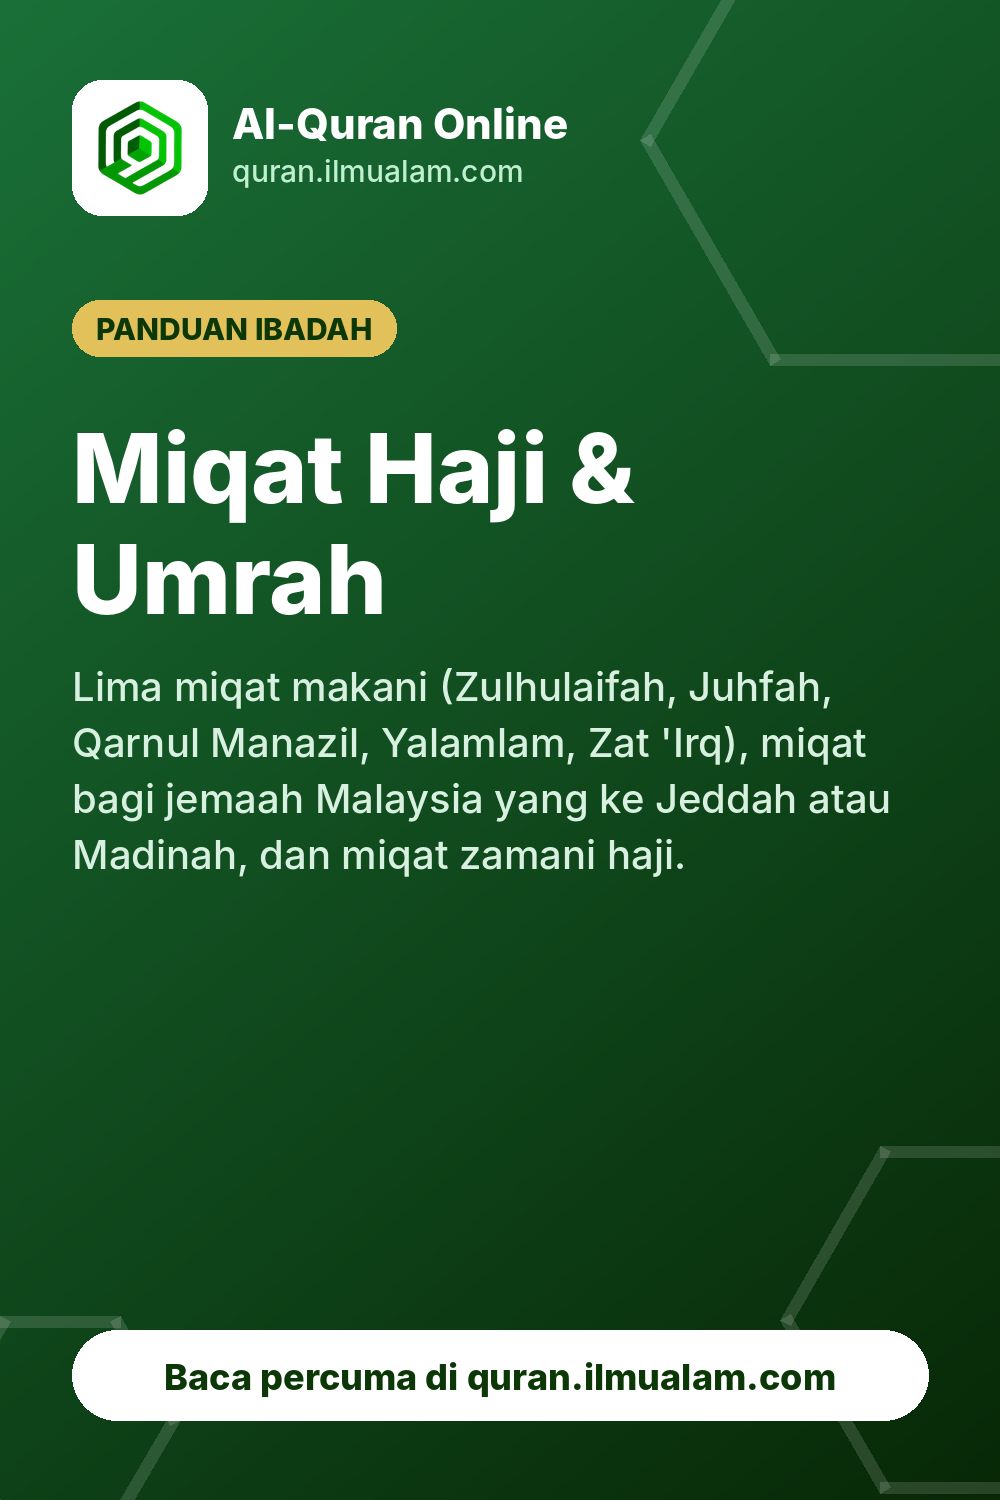 Al-Quran Online
quran.ilmualam.com
PANDUAN IBADAH
Miqat Haji &
Umrah
Lima miqat makani (Zulhulaifah, Juhfah,
Qarnul Manazil, Yalamlam, Zat 'Irq), miqat
bagi jemaah Malaysia yang ke Jeddah atau
Madinah, dan miqat zamani haji.
Baca percuma di quran.ilmualam.com